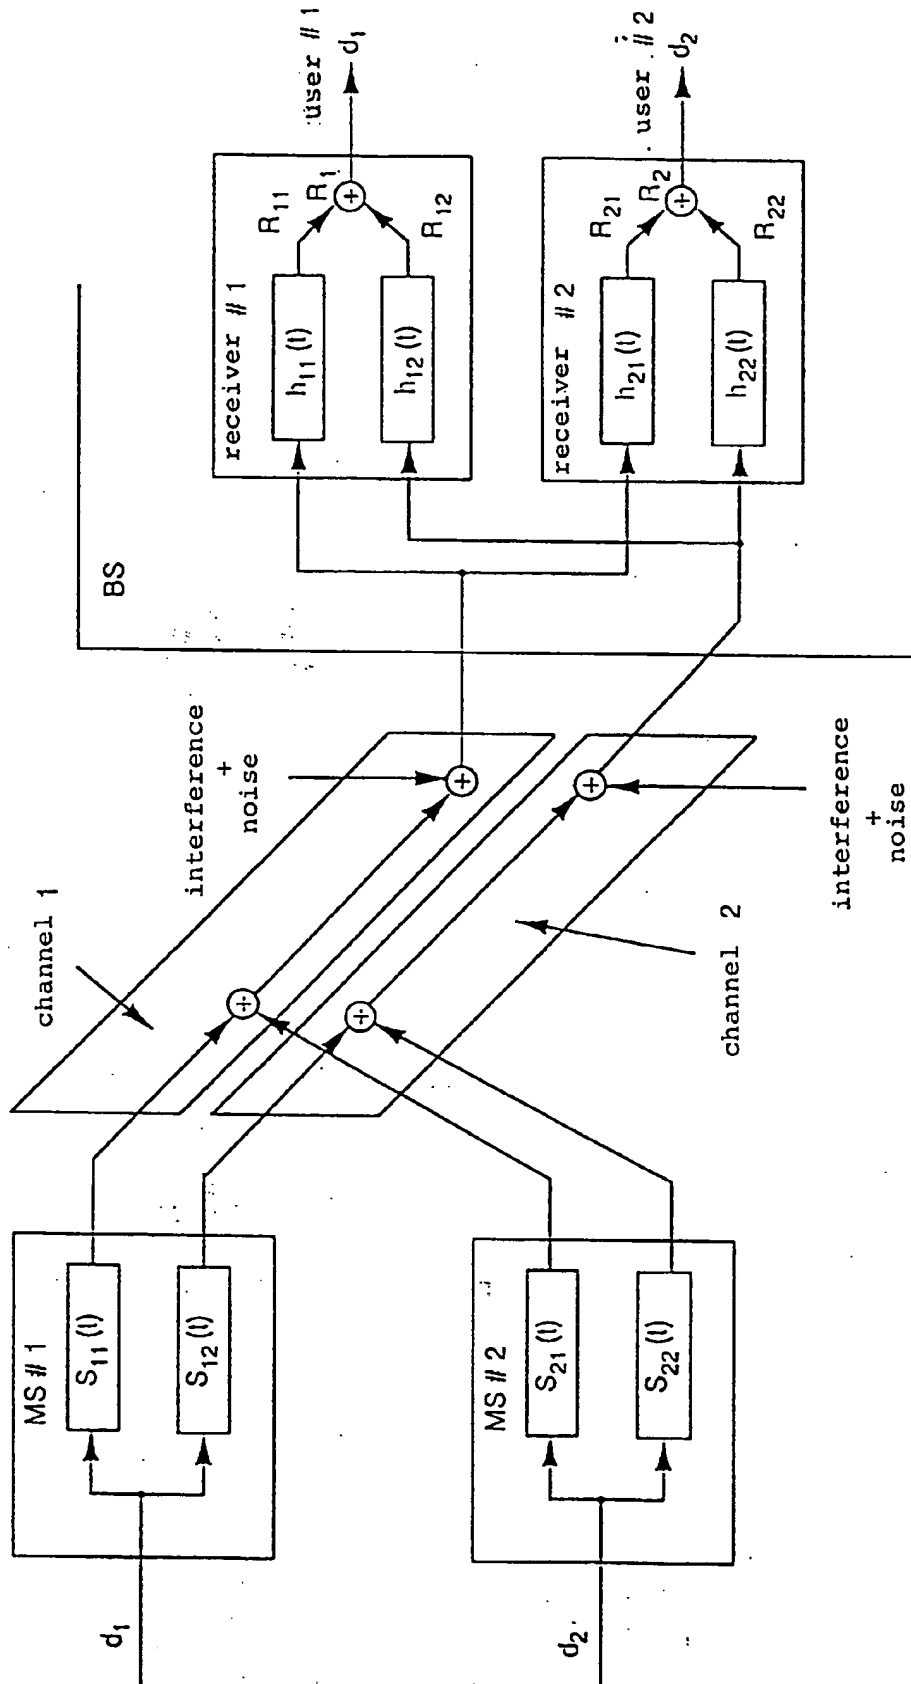 d1
MS #1
S11(t)
S12(t)
d2
MS #2
S21(t)
S22(t)
channel 1
channel 2
interference
+
noise
interference
+
noise
BS
receiver #1
h11(t)
h12(t)
R11
R1
R12
user #1
d1
receiver #2
h21(t)
h22(t)
R21
R2
R22
user #2
d2